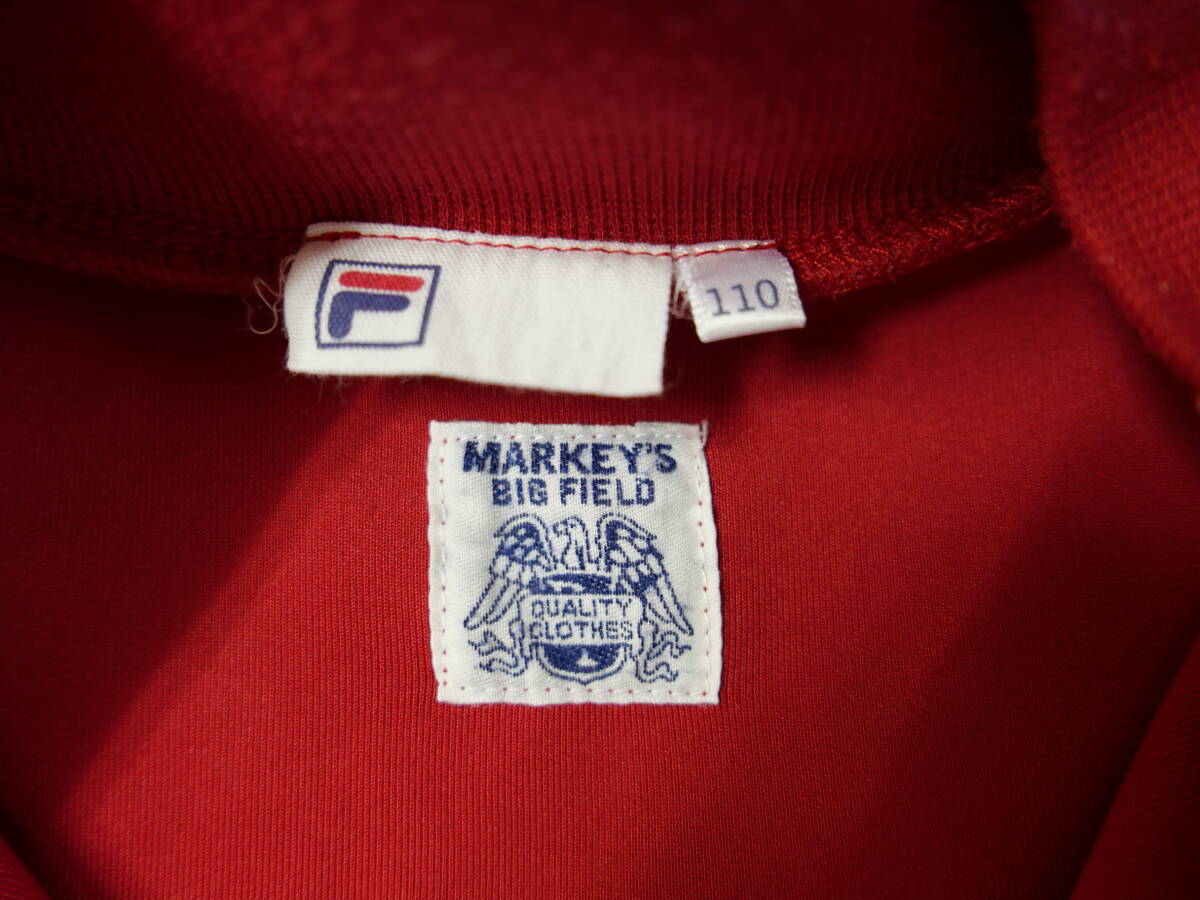 F
110
MARKEY'S
BIG FIELD
QUALITY
CLOTHES